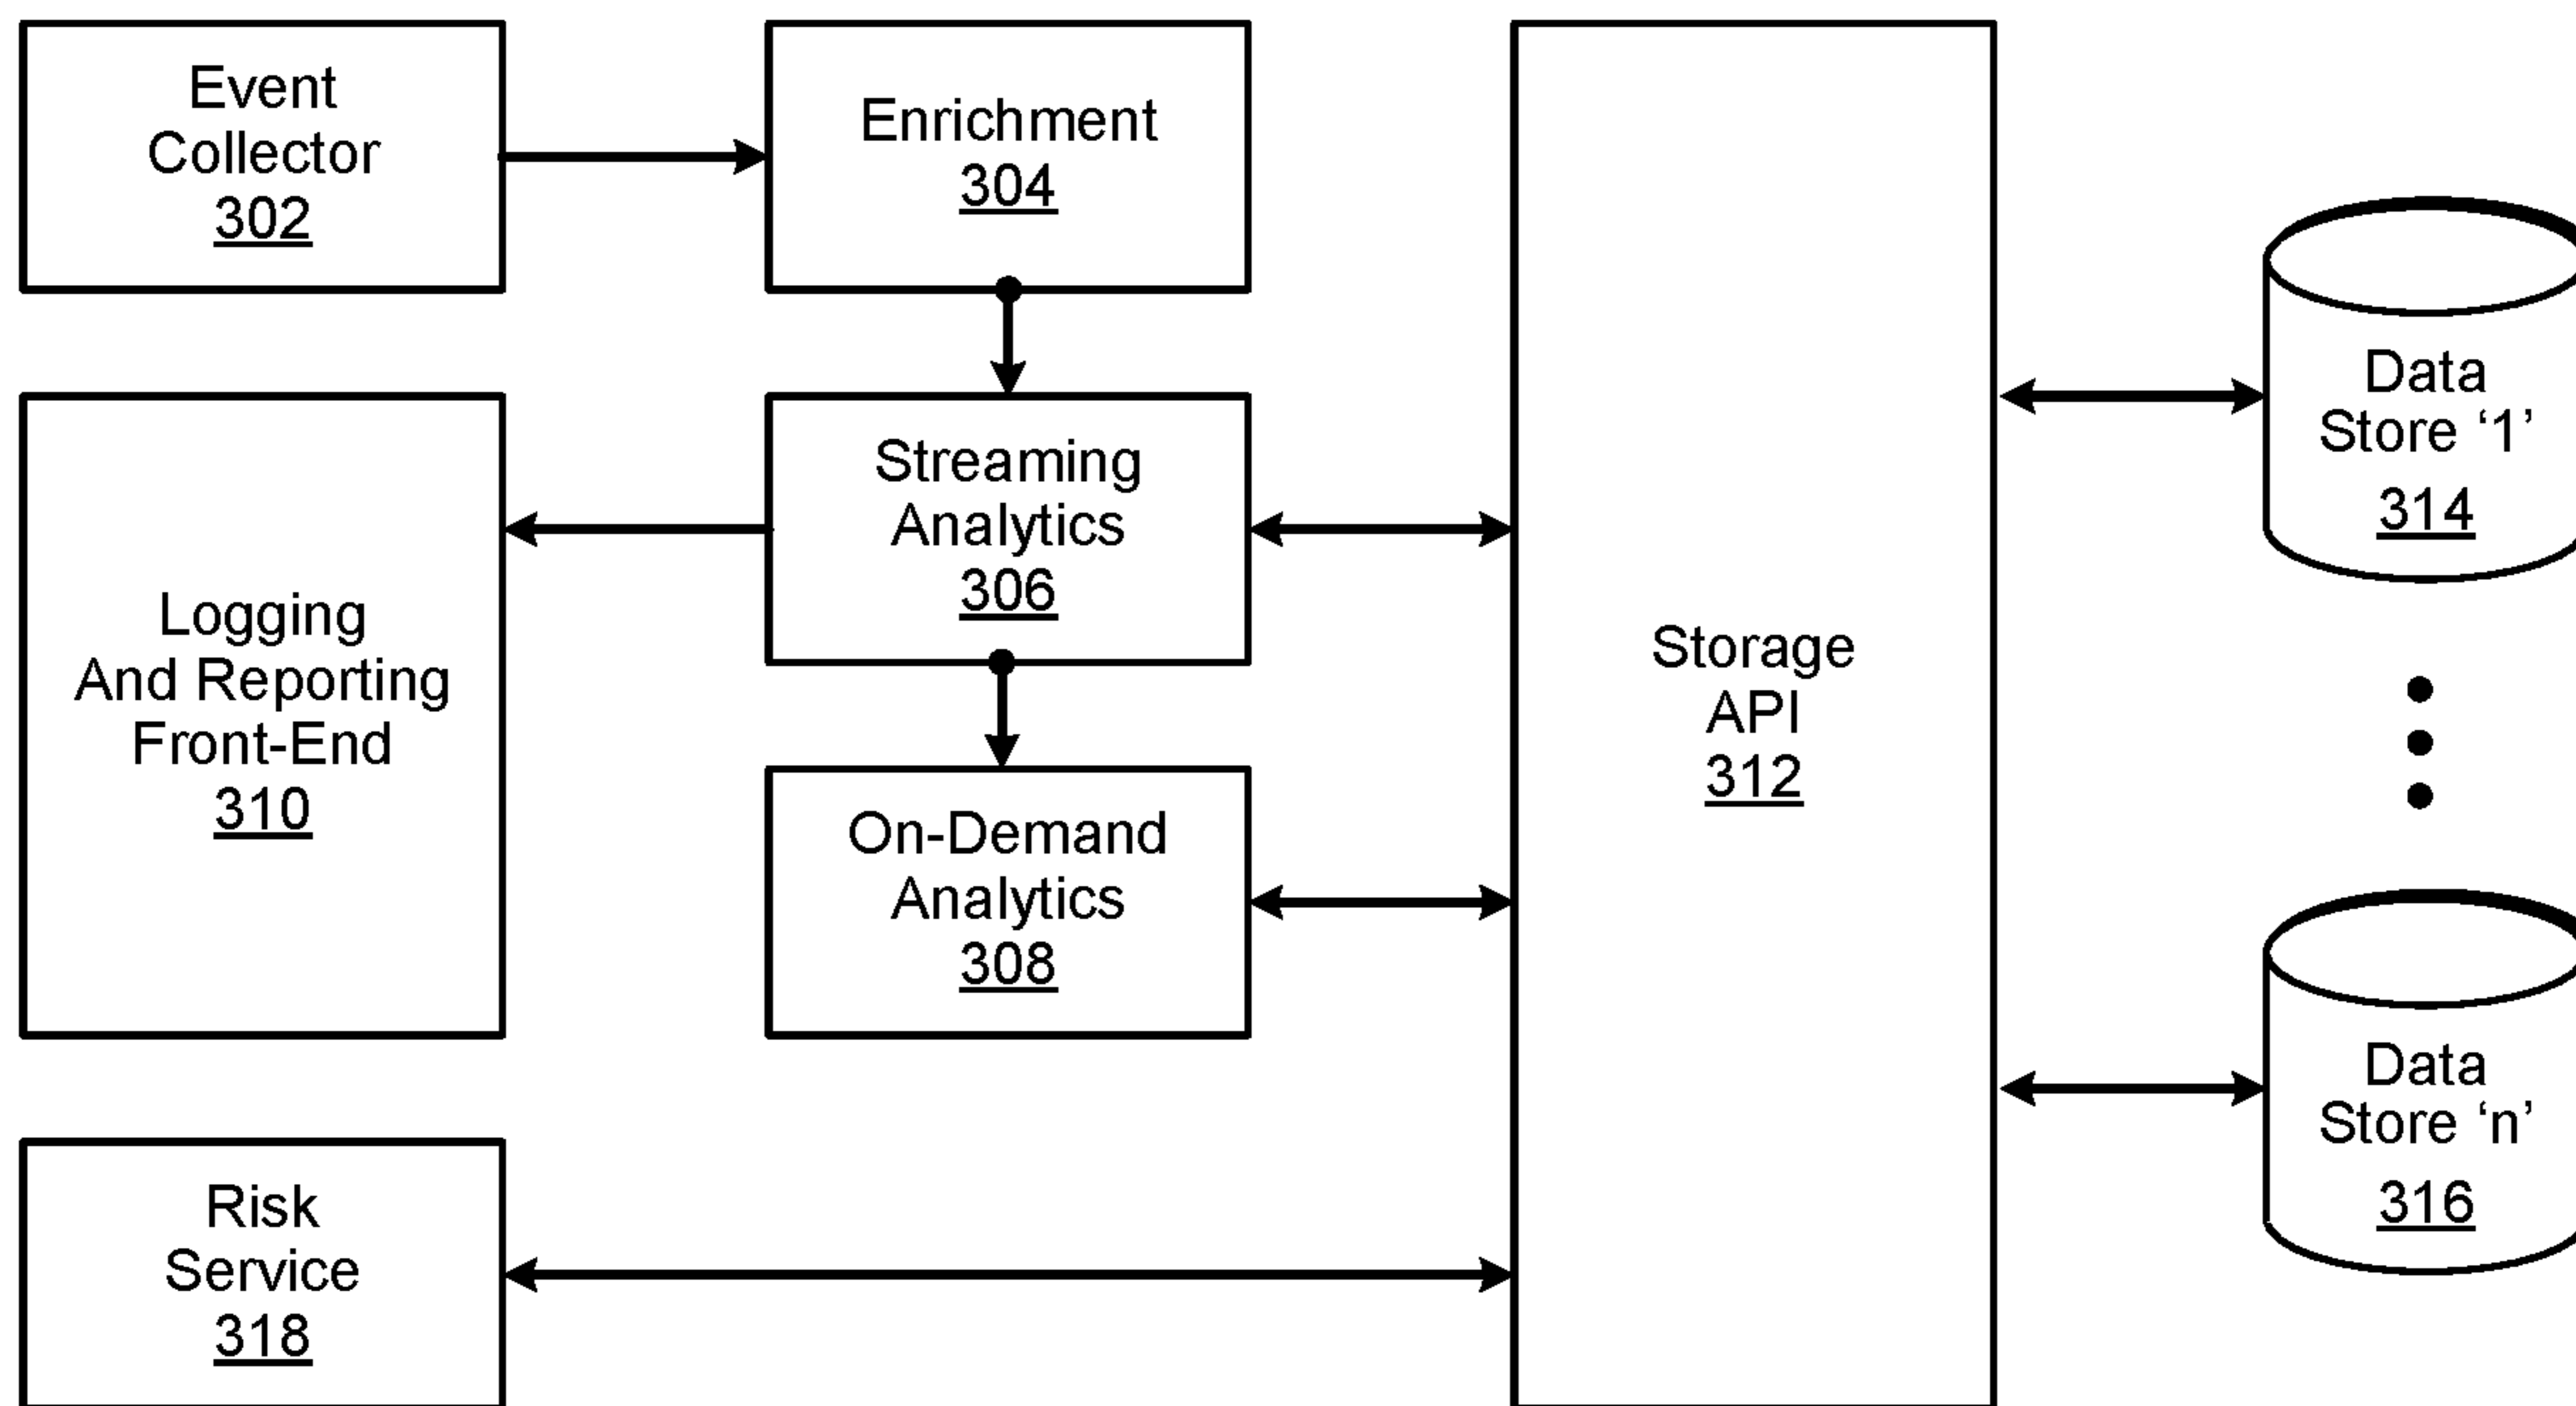 Event
Collector
302
Enrichment
304
Streaming
Analytics
306
On-Demand
Analytics
308
Logging
And Reporting
Front-End
310
Risk
Service
318
Storage
API
312
Data
Store ‘1’
314
Data
Store ‘n’
316